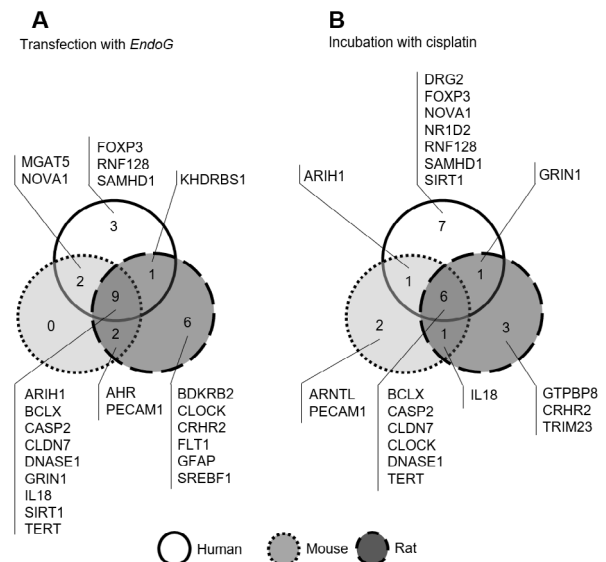 A
Transfection with EndoG
MGAT5
NOVA1
FOXP3
RNF128
SAMHD1
KHDRBS1
3
2
1
9
0
2
6
ARIH1
BCLX
CASP2
CLDN7
DNASE1
GRIN1
IL18
SIRT1
TERT
AHR
PECAM1
BDKRB2
CLOCK
CRHR2
FLT1
GFAP
SREBF1
B
Incubation with cisplatin
DRG2
FOXP3
NOVA1
NR1D2
RNF128
SAMHD1
SIRT1
ARIH1
GRIN1
7
1
1
6
2
1
3
ARNTL
PECAM1
BCLX
CASP2
CLDN7
CLOCK
DNASE1
TERT
IL18
GTPBP8
CRHR2
TRIM23
Human
Mouse
Rat